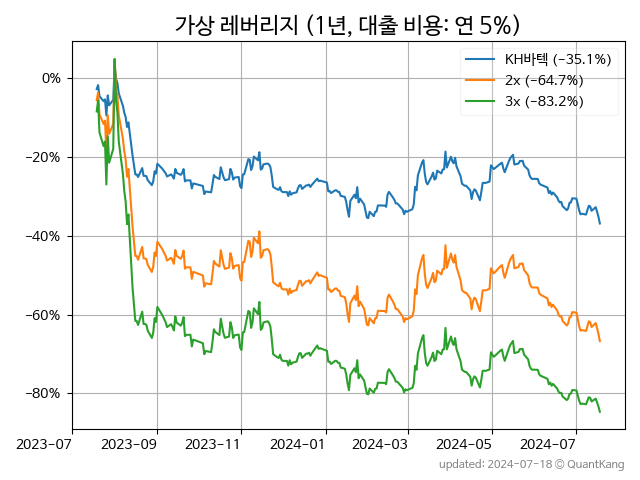 가상 레버리지 (1년, 대출 비용: 연 5%)
KH바텍 (−35.1%)
2x (−64.7%)
3x (−83.2%)
0%
−20%
−40%
−60%
−80%
2023-07 2023-09 2023-11 2024-01 2024-03 2024-05 2024-07
updated: 2024-07-18 © QuantKang